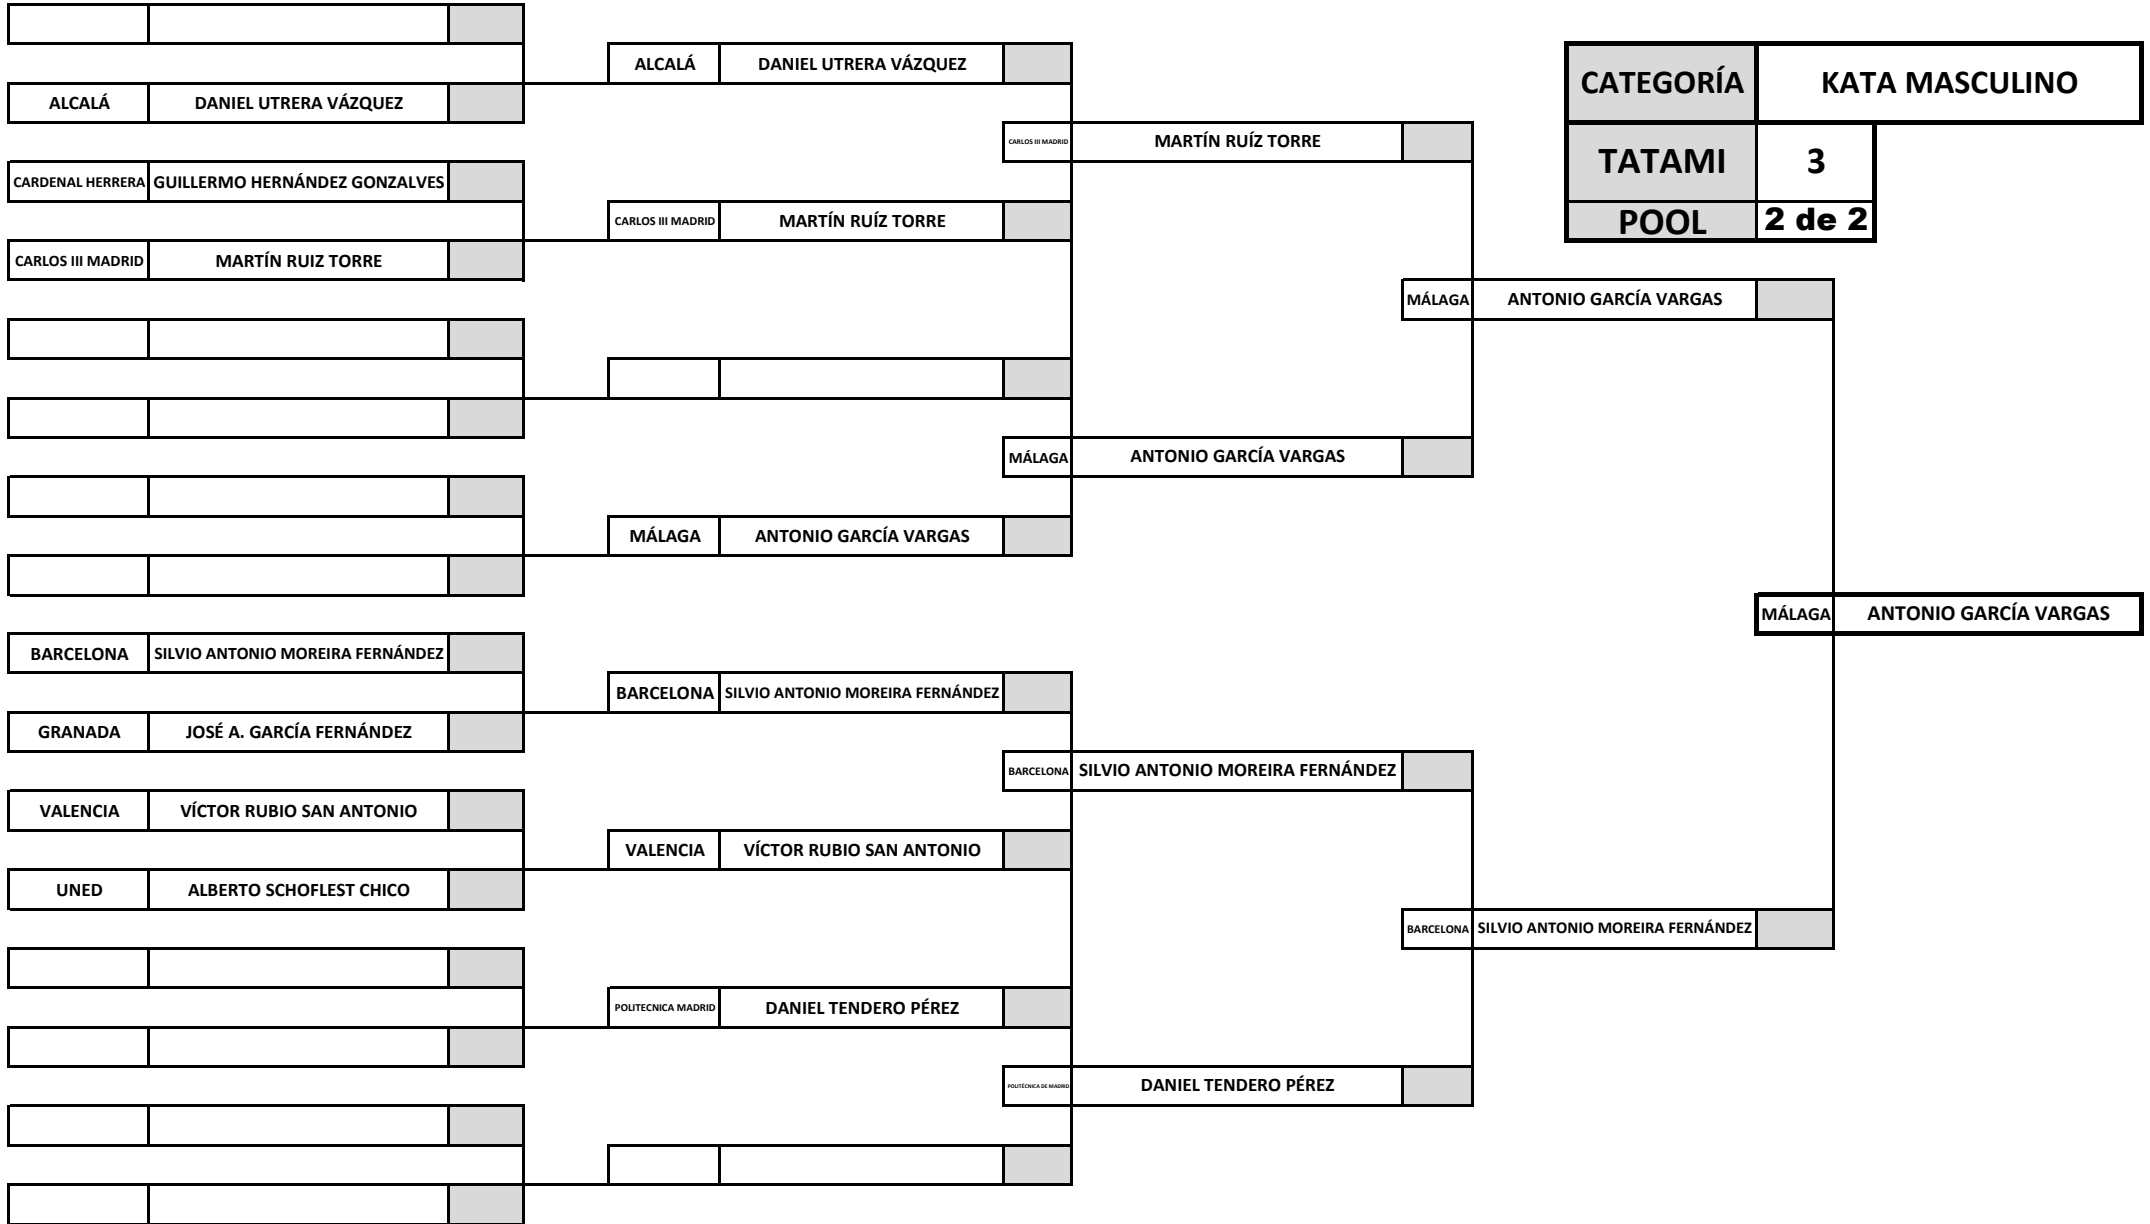 ALCALÁ DANIEL UTRERA VÁZQUEZ
CATEGORÍA KATA MASCULINO
ALCALÁ DANIEL UTRERA VÁZQUEZ
CARLOS III MADRID MARTÍN RUÍZ TORRE
TATAMI 3
CARDENAL HERRERA GUILLERMO HERNÁNDEZ GONZALVES
CARLOS III MADRID MARTÍN RUÍZ TORRE
POOL 2 de 2
CARLOS III MADRID MARTÍN RUIZ TORRE
MÁLAGA ANTONIO GARCÍA VARGAS
MÁLAGA ANTONIO GARCÍA VARGAS
MÁLAGA ANTONIO GARCÍA VARGAS
MÁLAGA ANTONIO GARCÍA VARGAS
BARCELONA SILVIO ANTONIO MOREIRA FERNÁNDEZ
BARCELONA SILVIO ANTONIO MOREIRA FERNÁNDEZ
GRANADA JOSÉ A. GARCÍA FERNÁNDEZ
BARCELONA SILVIO ANTONIO MOREIRA FERNÁNDEZ
VALENCIA VÍCTOR RUBIO SAN ANTONIO
VALENCIA VÍCTOR RUBIO SAN ANTONIO
UNED ALBERTO SCHOFLEST CHICO
BARCELONA SILVIO ANTONIO MOREIRA FERNÁNDEZ
POLITECNICA MADRID DANIEL TENDERO PÉREZ
POLITÉCNICA DE MADRID DANIEL TENDERO PÉREZ